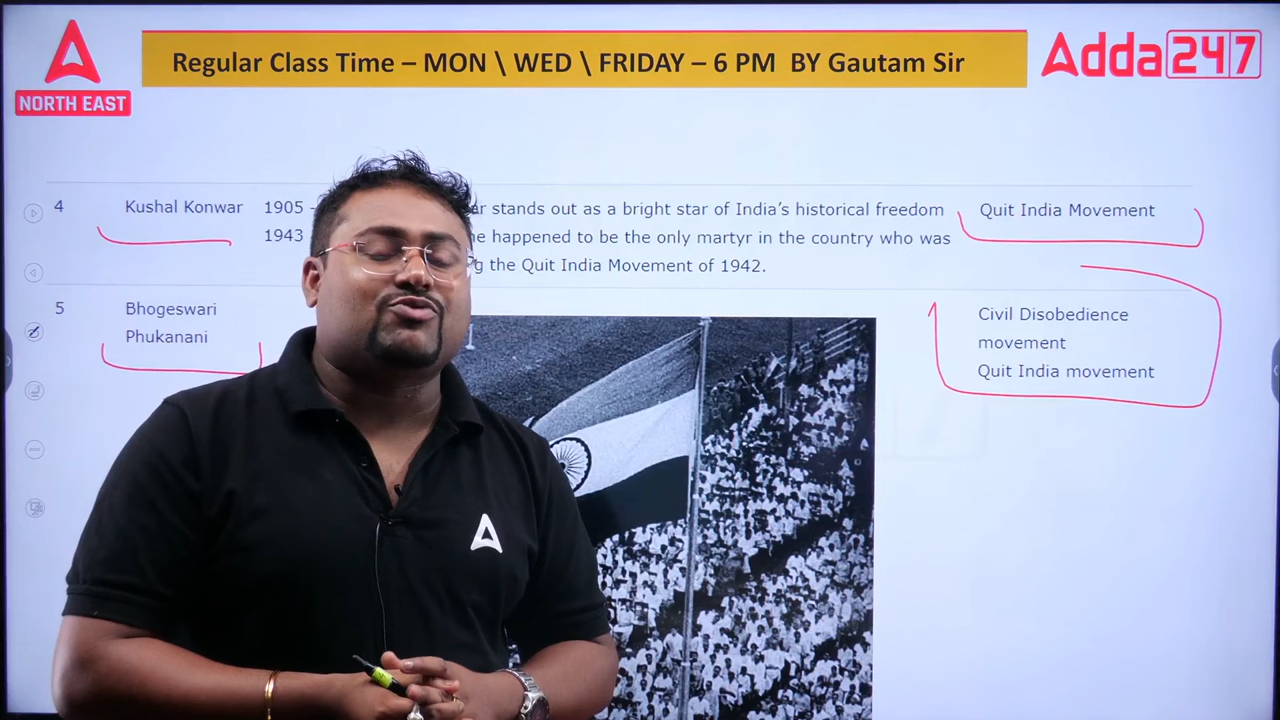 NORTH EAST
Regular Class Time – MON \ WED \ FRIDAY – 6 PM BY Gautam Sir
Adda247
4 Kushal Konwar 1905 - stands out as a bright star of India’s historical freedom Quit India Movement
1943 happened to be the only martyr in the country who was
the Quit India Movement of 1942.
5 Bhogeswari Civil Disobedience
Phukanani movement
Quit India movement